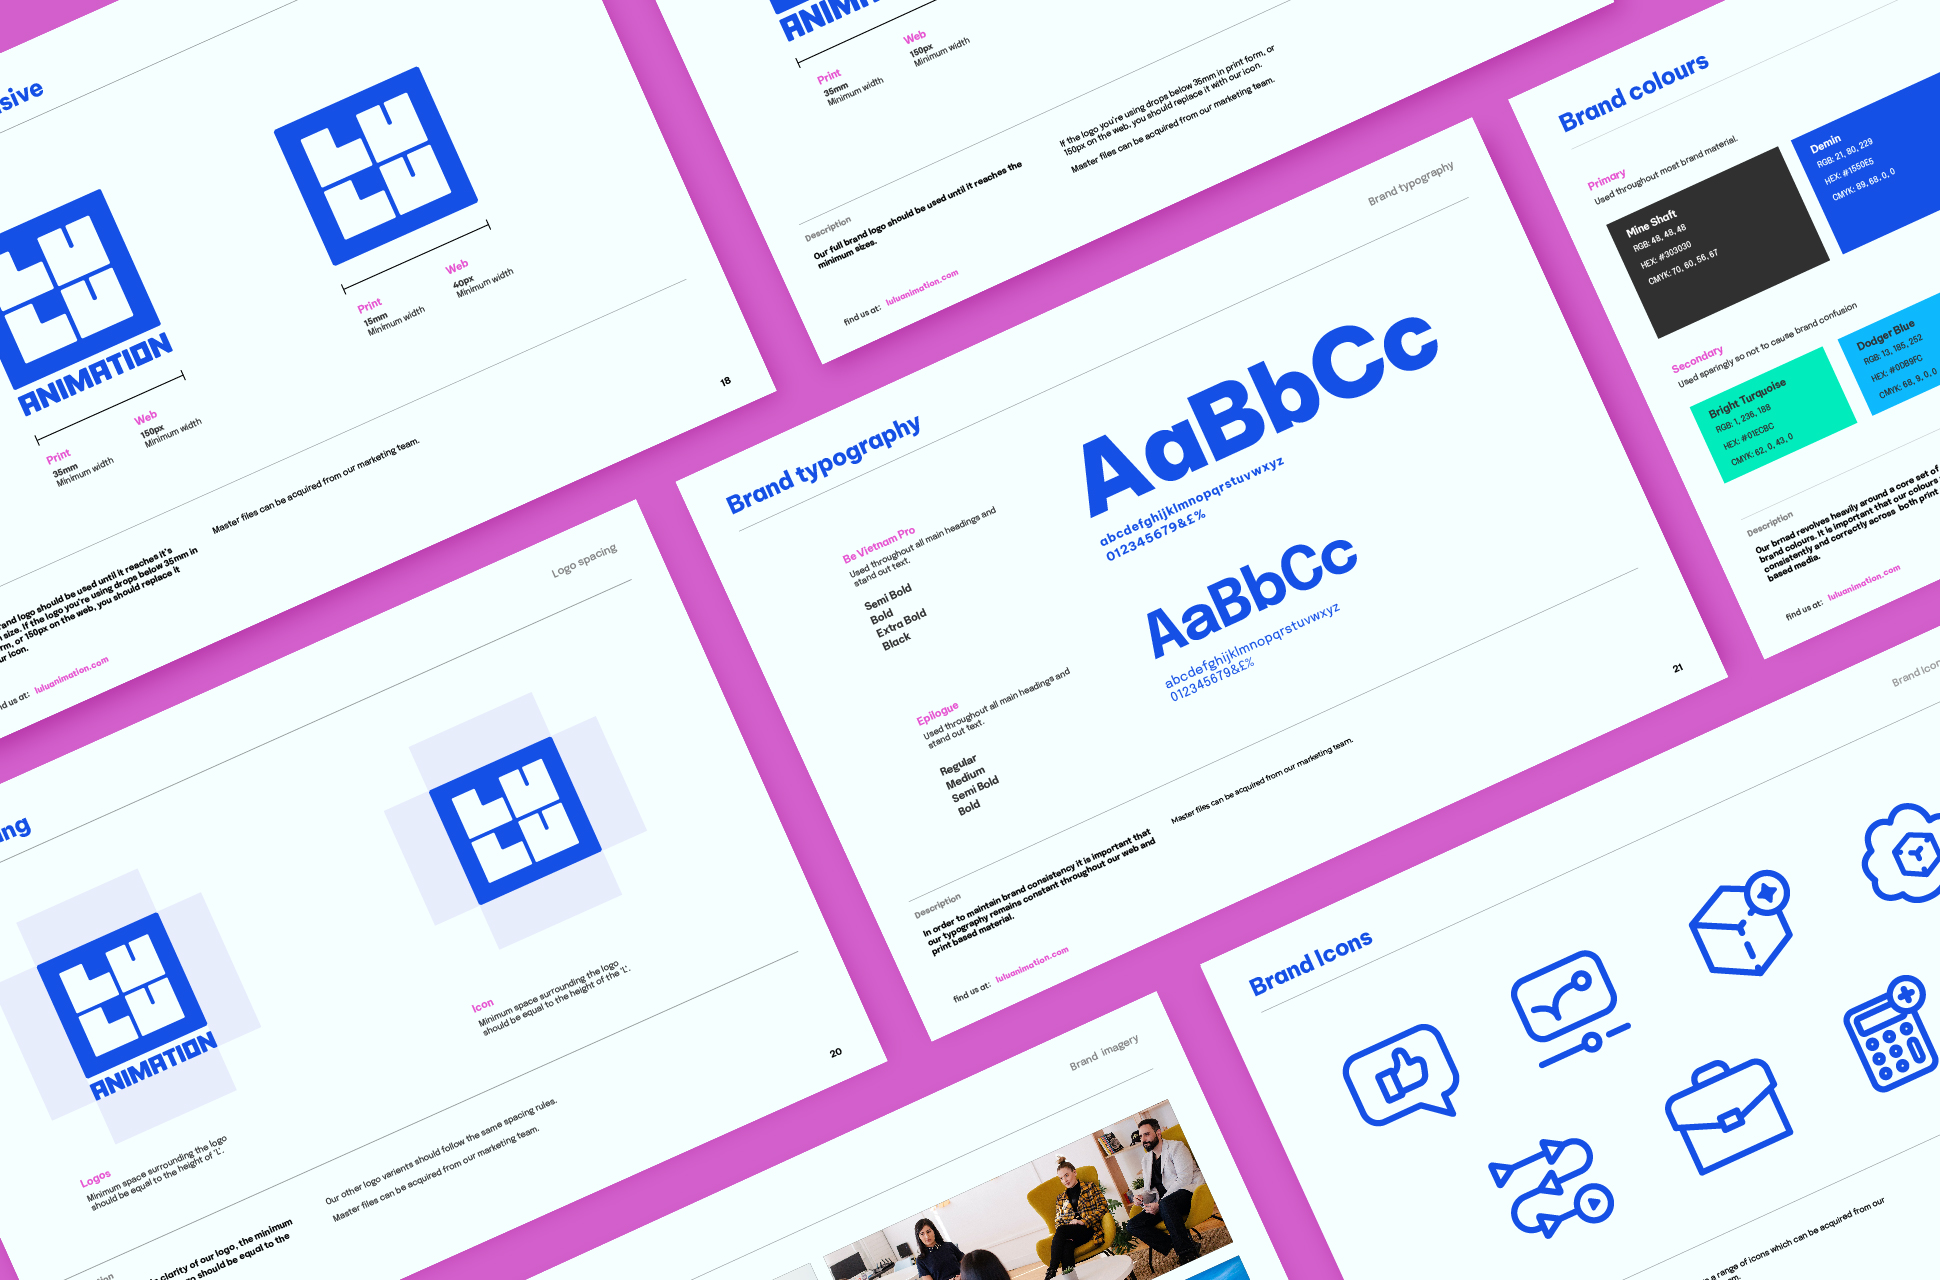 sive
Print
35mm
Minimum width
Web
150px
Minimum width
Print
15mm
Minimum width
Web
40px
Minimum width
ANIMATION
18
and logo should be used until it reaches it's
size. If the logo you're using drops below 35mm in
or 150px on the web, you should replace it
icon.
Master files can be acquired from our marketing team.
us at: luluanimation.com
ANIM
Print
35mm
Minimum width
Web
150px
Minimum width
Description
Our full brand logo should be used until it reaches the
minimum sizes.
If the logo you're using drops below 35mm in print form, or
150px on the web, you should replace it with our icon.
Master files can be acquired from our marketing team.
find us at: luluanimation.com
Brand colours
Primary
Used throughout most brand material.
Mine Shaft
RGB: 48, 48, 48
HEX: #303030
CMYK: 70, 60, 56, 67
Demin
RGB: 21, 80, 229
HEX: #1550E5
CMYK: 89, 68, 0, 0
Secondary
Used sparingly so not to cause brand confusion
Bright Turquoise
RGB: 1, 236, 188
HEX: #01ECBC
CMYK: 62, 0, 43, 0
Dodger Blue
RGB: 13, 185, 252
HEX: #0DB9FC
CMYK: 68, 9, 0, 0
Description
Our brnad revolves heavily around a core set of
brand colours. It is important that our colours
consistently and correctly across both print
based media.
find us at: luluanimation.com
Logo spacing
ing
ANIMATION
Logos
Minimum space surrounding the logo
should be equal to the height of 'L'.
Icon
Minimum space surrounding the logo
should be equal to the height of the 'L'.
20
clarity of our logo, the minimum
should be equal to the
Our other logo variants should follow the same spacing rules.
Master files can be acquired from our marketing team.
Brand typography
Brand typography
Be Vietnam Pro
Used throughout all main headings and
stand out text.
Semi Bold
Bold
Extra Bold
Black
AaBbCc
abcdefghijklmnopqrstuvwxyz
012345679&£%
Epilogue
Used throughout all main headings and
stand out text.
Regular
Medium
Semi Bold
Bold
AaBbCc
abcdefghijklmnopqrstuvwxyz
012345679&£%
21
Description
In order to maintain brand consistency it is important that
our typography remains constant throughout our web and
print based material.
Master files can be acquired from our marketing team.
find us at: luluanimation.com
Brand imagery
Brand Icon
Brand Icons
a range of icons which can be acquired from our